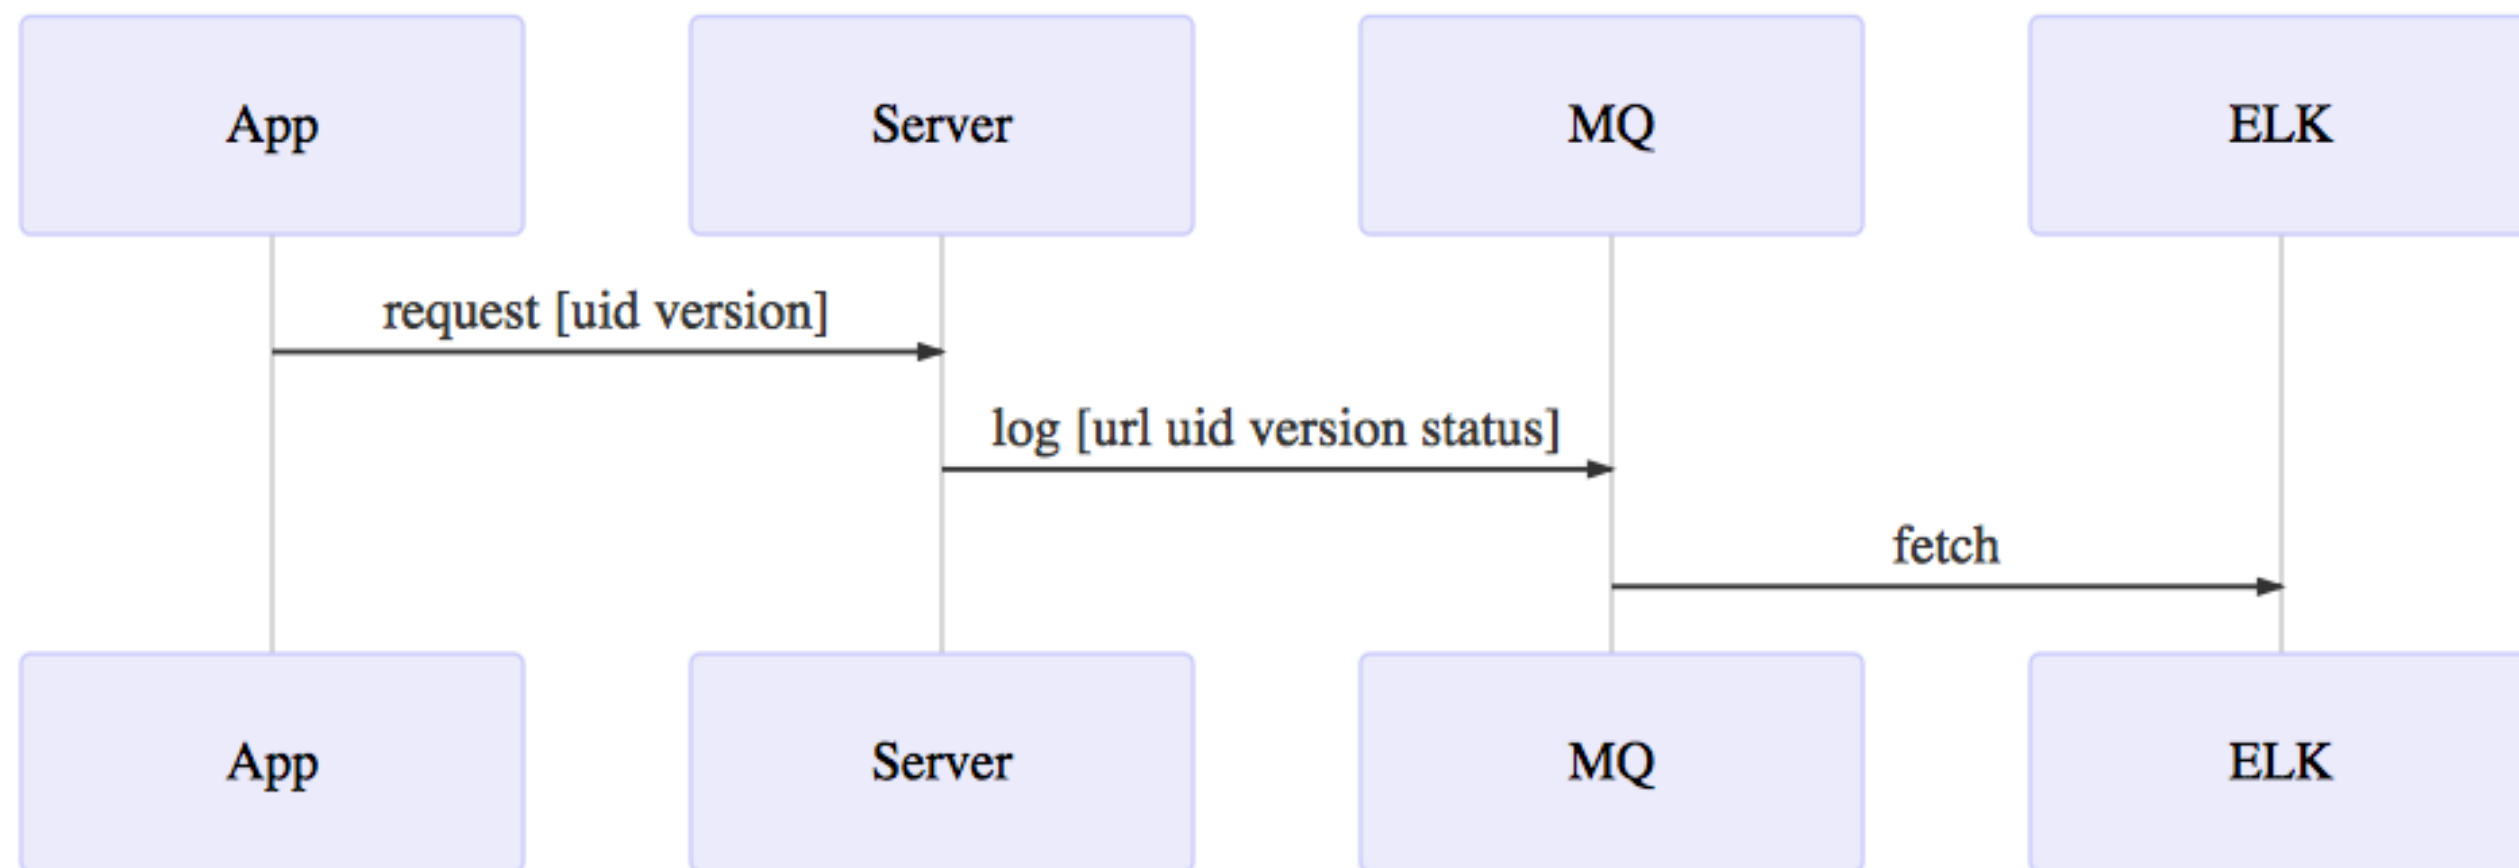 App
Server
MQ
ELK
request [uid version]
log [url uid version status]
fetch
App
Server
MQ
ELK